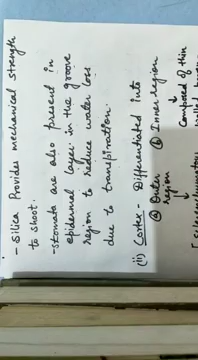 - Silica Provides mechanical strength
to shoot.
- Stomata are also present in
epidermal layer in the groove
region to reduce water loss
due to transpiration.
(ii) Cortex - Differentiated into
(a) Outer region (b) Inner region
↓ ↓
composed of thin